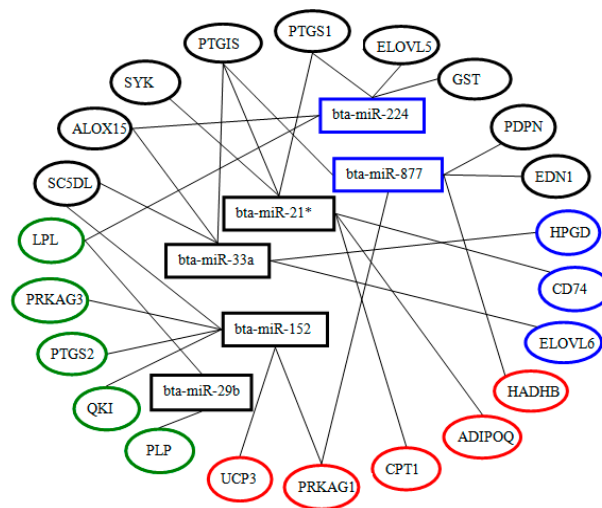 PTGS1
PTGIS
ELOVL5
SYK
GST
ALOX15
bta-miR-224
PDPN
SC5DL
bta-miR-877
EDN1
bta-miR-21*
LPL
HPGD
bta-miR-33a
CD74
PRKAG3
bta-miR-152
ELOVL6
PTGS2
bta-miR-29b
HADHB
QKI
ADIPOQ
PLP
CPT1
UCP3
PRKAG1